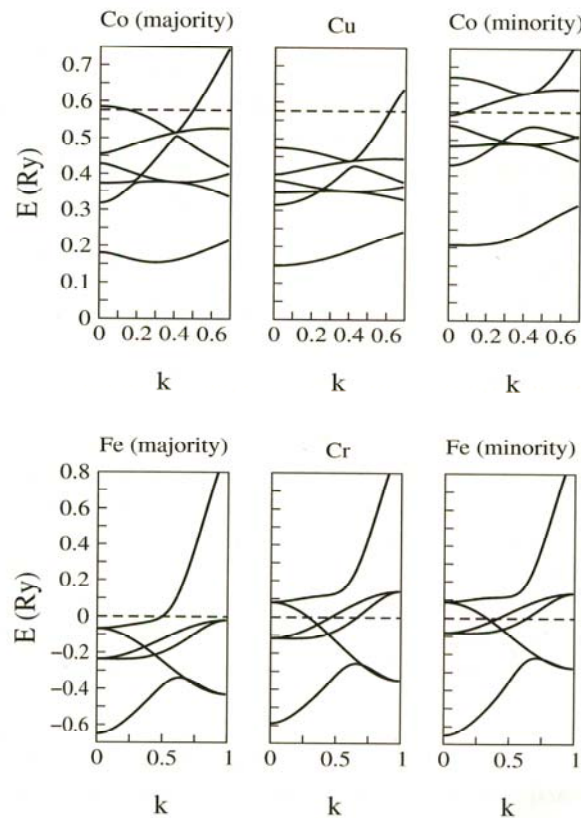 Co (majority)
Cu
Co (minority)
0.7
0.6
0.5
0.4
0.3
0.2
0.1
0
E (Ry)
0 0.2 0.4 0.6
0 0.2 0.4 0.6
0 0.2 0.4 0.6
k
k
k
Fe (majority)
Cr
Fe (minority)
0.8
0.6
0.4
0.2
0
−0.2
−0.4
−0.6
E (Ry)
0 0.5 1
0 0.5 1
0 0.5 1
k
k
k